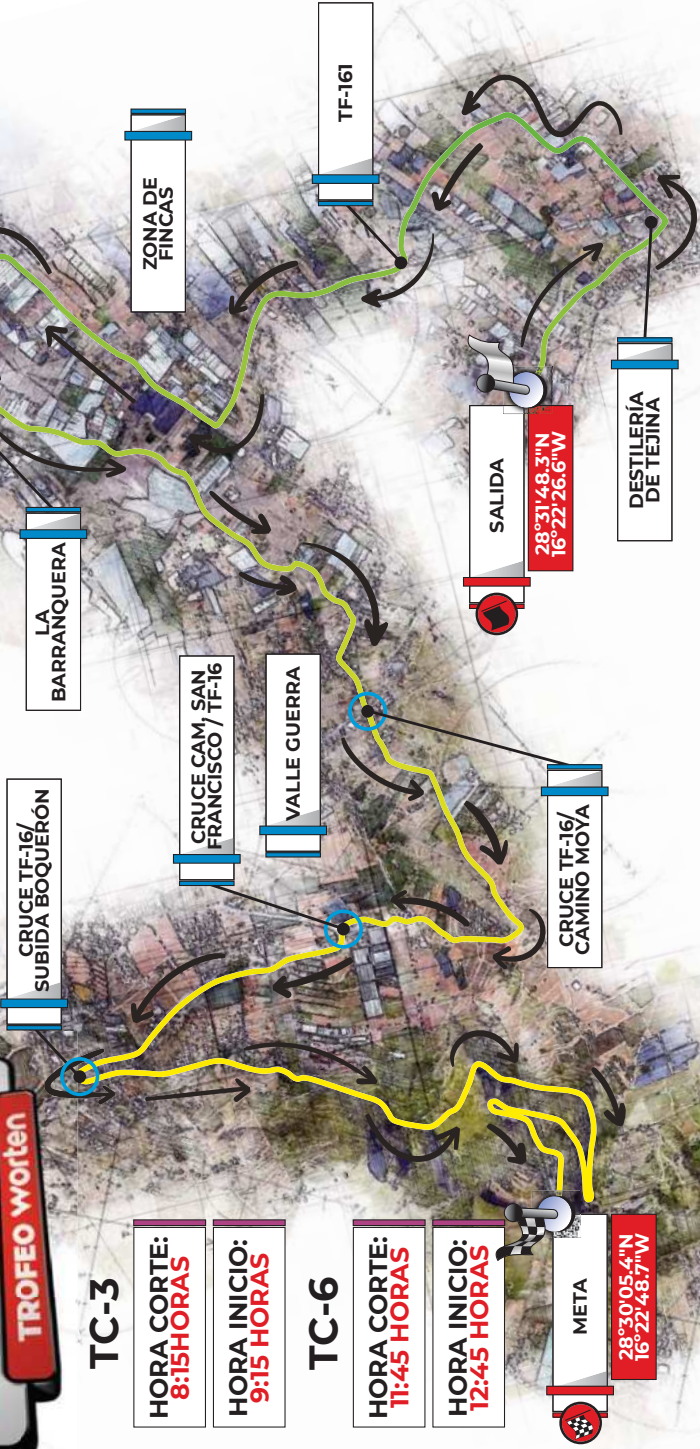 TROFEO worten
TC-3
HORA CORTE:
8:15HORAS
HORA INICIO:
9:15 HORAS
TC-6
HORA CORTE:
11:45 HORAS
HORA INICIO:
12:45 HORAS
META
28°30'05.4"N
16°22'48.7"W
CRUCE TF-16/
SUBIDA BOQUERÓN
CRUCE CAM. SAN
FRANCISCO / TF-16
VALLE GUERRA
CRUCE TF-16/
CAMINO MOYA
LA
BARRANQUERA
SALIDA
28°31'48.3"N
16°22'26.6"W
DESTILERÍA
DE TEJINA
ZONA DE
FINCAS
TF-161